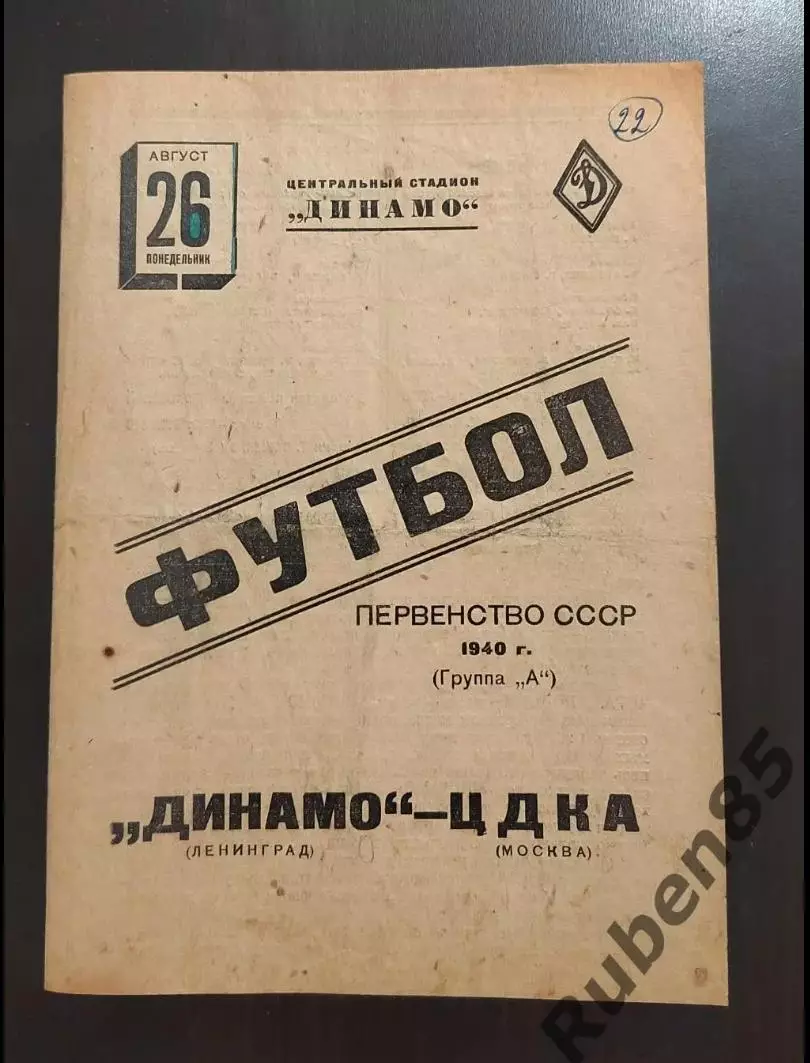 22
АВГУСТ
26
ПОНЕДЕЛЬНИК
ЦЕНТРАЛЬНЫЙ СТАДИОН
„ДИНАМО“
Д
ФУТБОЛ
ПЕРВЕНСТВО СССР
1940 г.
(Группа „А“)
„ДИНАМО“—ЦДКА
(ЛЕНИНГРАД) (МОСКВА)
Ruben85